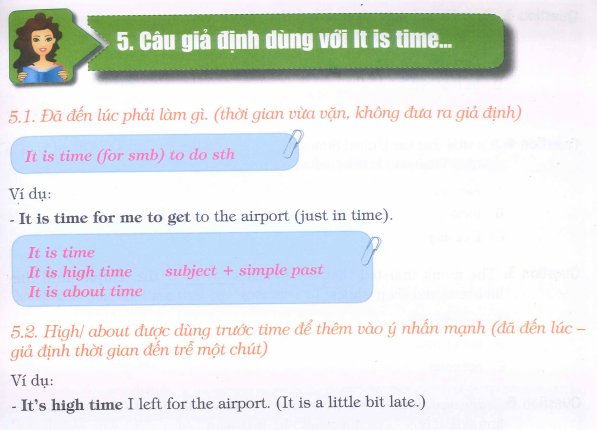 5. Câu giả định dùng với It is time...
5.1. Đã đến lúc phải làm gì. (thời gian vừa vặn, không đưa ra giả định)
It is time (for smb) to do sth
Ví dụ:
- It is time for me to get to the airport (just in time).
It is time
It is high time subject + simple past
It is about time
5.2. High/ about được dùng trước time để thêm vào ý nhấn mạnh (đã đến lúc –
giả định thời gian đến trễ một chút)
Ví dụ:
- It's high time I left for the airport. (It is a little bit late.)